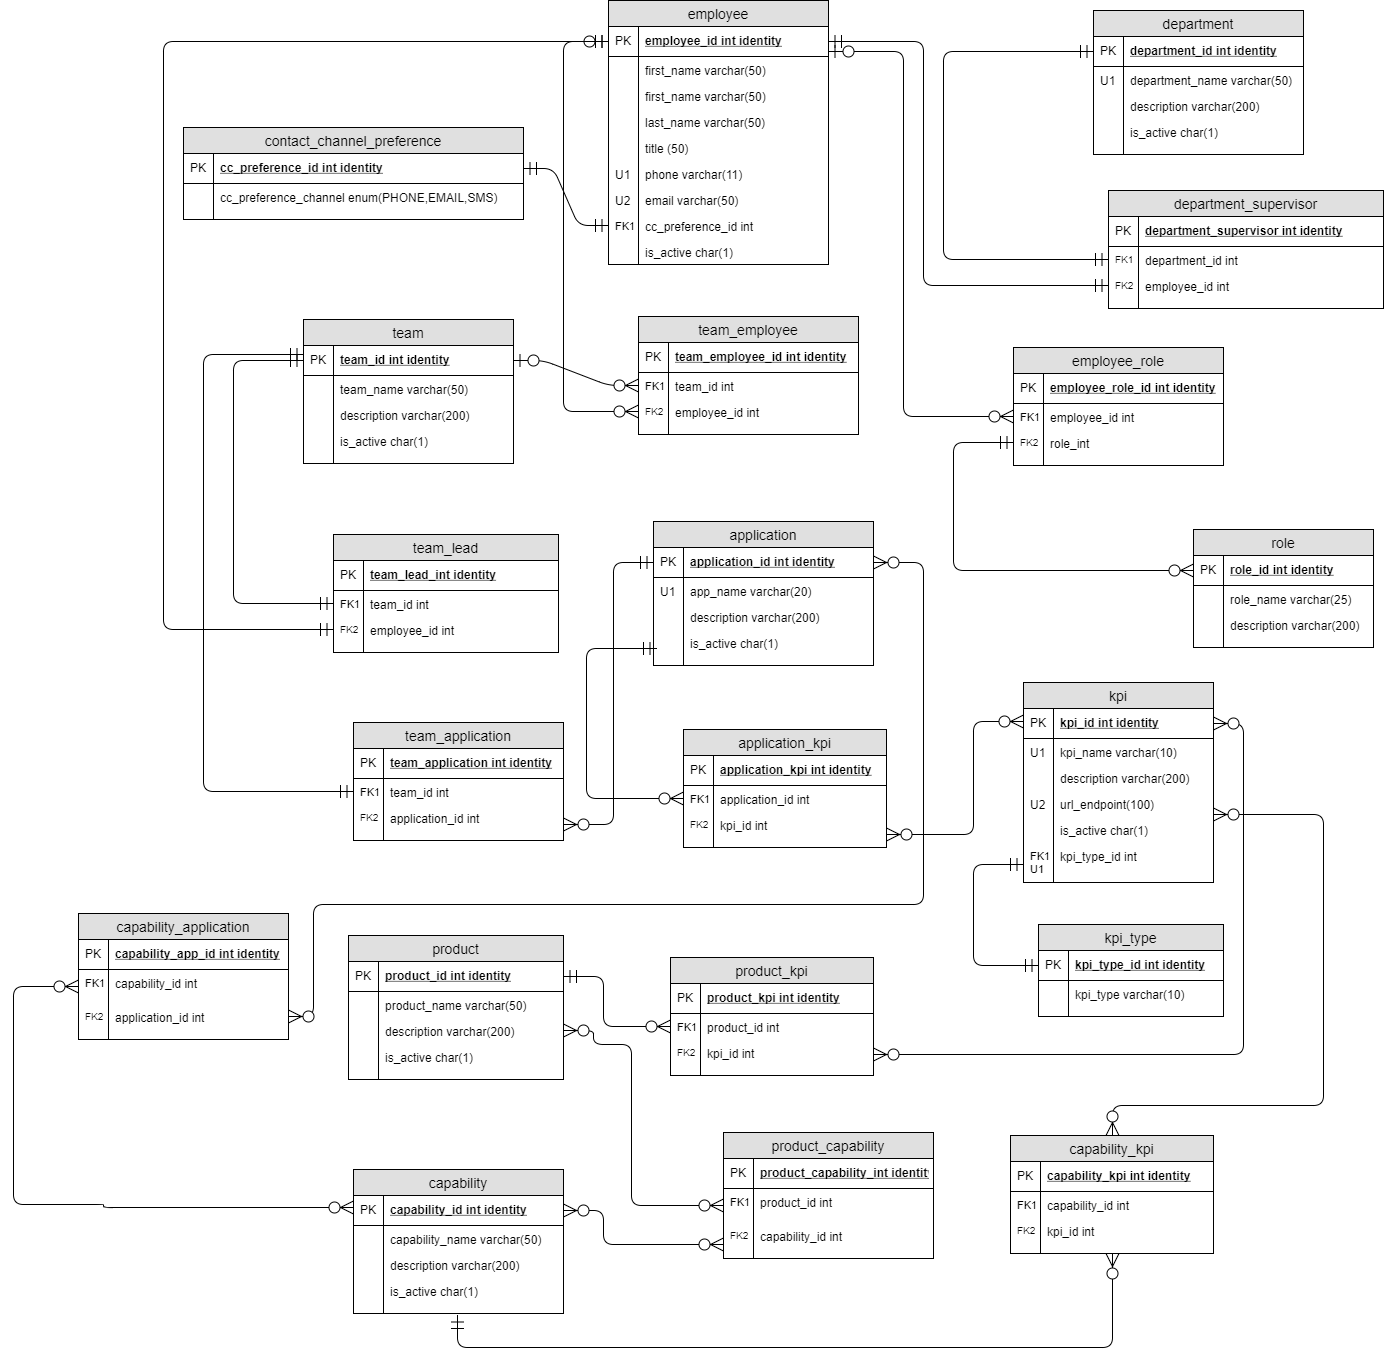 employee
PK employee_id int identity
first_name varchar(50)
first_name varchar(50)
last_name varchar(50)
title (50)
U1 phone varchar(11)
U2 email varchar(50)
FK1 cc_preference_id int
is_active char(1)
department
PK department_id int identity
U1 department_name varchar(50)
description varchar(200)
is_active char(1)
contact_channel_preference
PK cc_preference_id int identity
cc_preference_channel enum(PHONE,EMAIL,SMS)
department_supervisor
PK department_supervisor int identity
FK1 department_id int
FK2 employee_id int
team
PK team_id int identity
team_name varchar(50)
description varchar(200)
is_active char(1)
team_employee
PK team_employee_id int identity
FK1 team_id int
FK2 employee_id int
employee_role
PK employee_role_id int identity
FK1 employee_id int
FK2 role_int
team_lead
PK team_lead_int identity
FK1 team_id int
FK2 employee_id int
application
PK application_id int identity
U1 app_name varchar(20)
description varchar(200)
is_active char(1)
role
PK role_id int identity
role_name varchar(25)
description varchar(200)
team_application
PK team_application int identity
FK1 team_id int
FK2 application_id int
application_kpi
PK application_kpi int identity
FK1 application_id int
FK2 kpi_id int
kpi
PK kpi_id int identity
U1 kpi_name varchar(10)
description varchar(200)
U2 url_endpoint(100)
is_active char(1)
FK1 kpi_type_id int
U1
capability_application
PK capability_app_id int identity
FK1 capability_id int
FK2 application_id int
product
PK product_id int identity
product_name varchar(50)
description varchar(200)
is_active char(1)
product_kpi
PK product_kpi int identity
FK1 product_id int
FK2 kpi_id int
kpi_type
PK kpi_type_id int identity
kpi_type varchar(10)
capability
PK capability_id int identity
capability_name varchar(50)
description varchar(200)
is_active char(1)
product_capability
PK product_capability_int identit
FK1 product_id int
FK2 capability_id int
capability_kpi
PK capability_kpi int identity
FK1 capability_id int
FK2 kpi_id int